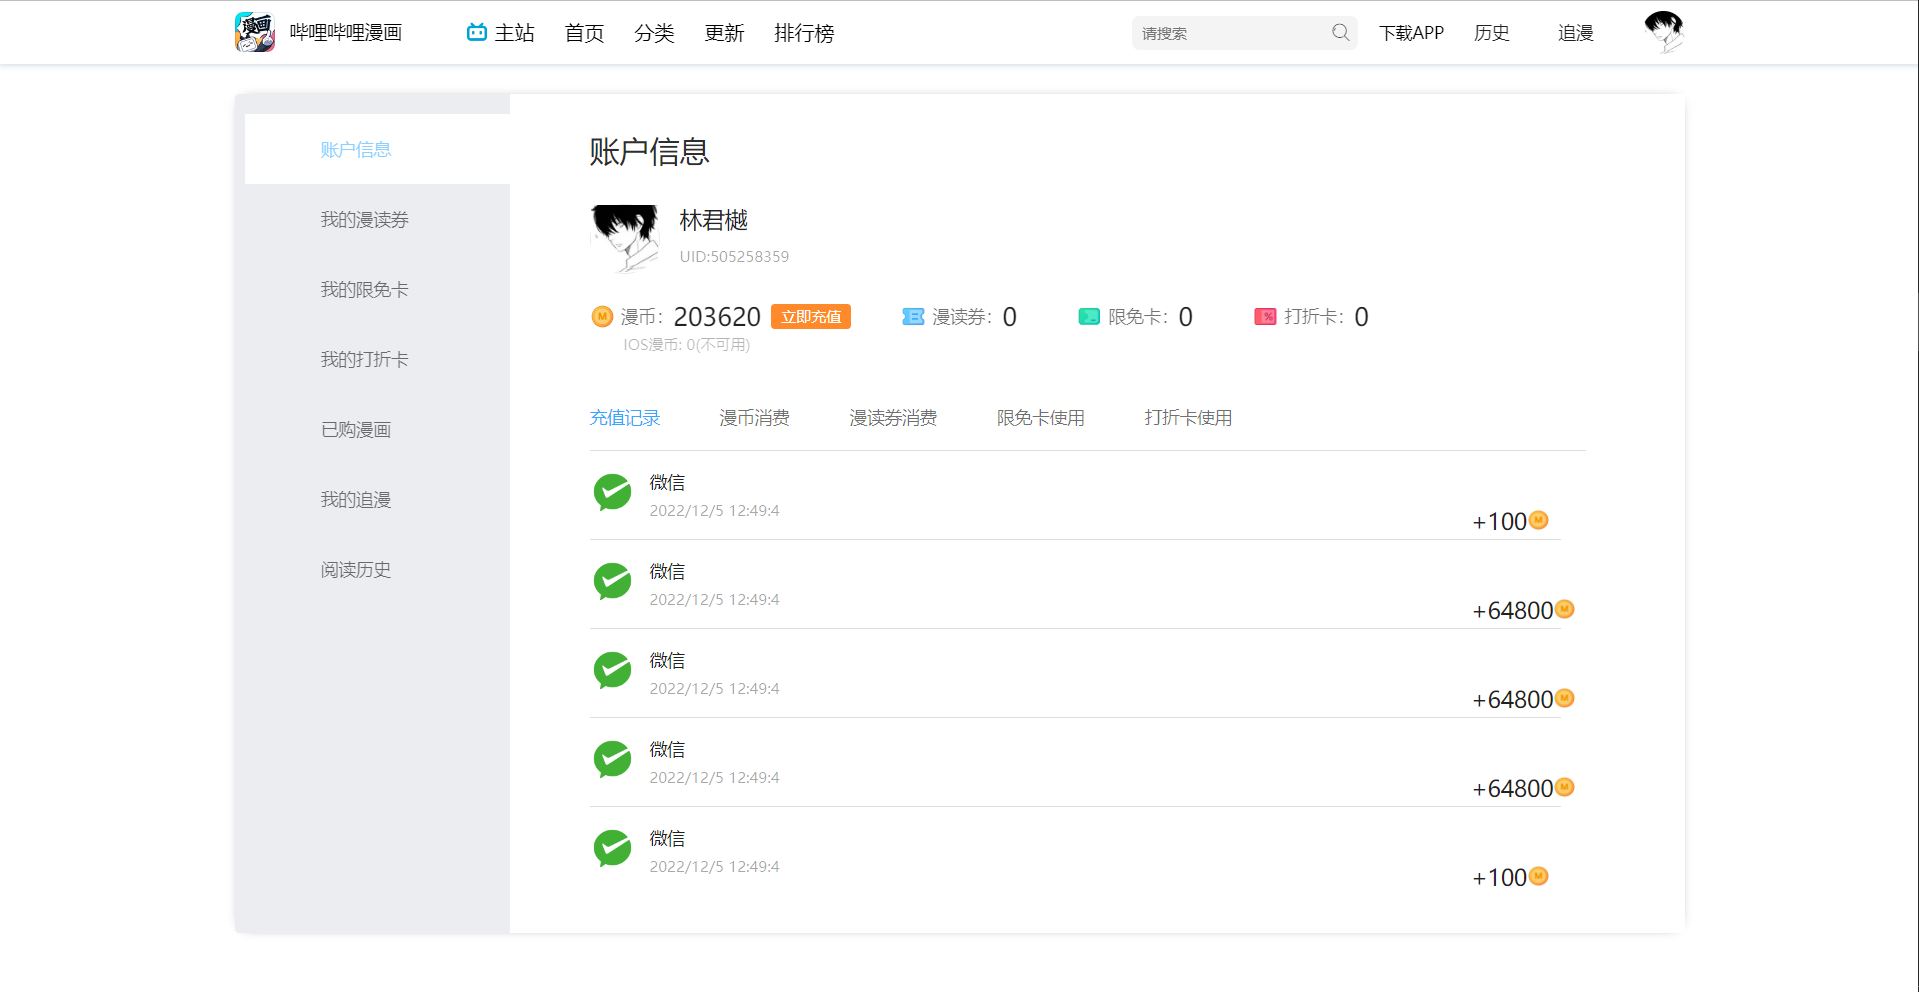 哔哩哔哩漫画 主站 首页 分类 更新 排行榜 请搜索 下载APP 历史 追漫
账户信息
我的漫读券
我的限免卡
我的打折卡
已购漫画
我的追漫
阅读历史
账户信息
林君樾
UID:505258359
漫币: 203620 立即充值 漫读券: 0 限免卡: 0 打折卡: 0
IOS漫币: 0(不可用)
充值记录 漫币消费 漫读券消费 限免卡使用 打折卡使用
微信
2022/12/5 12:49:4
+100
微信
2022/12/5 12:49:4
+64800
微信
2022/12/5 12:49:4
+64800
微信
2022/12/5 12:49:4
+64800
微信
2022/12/5 12:49:4
+100